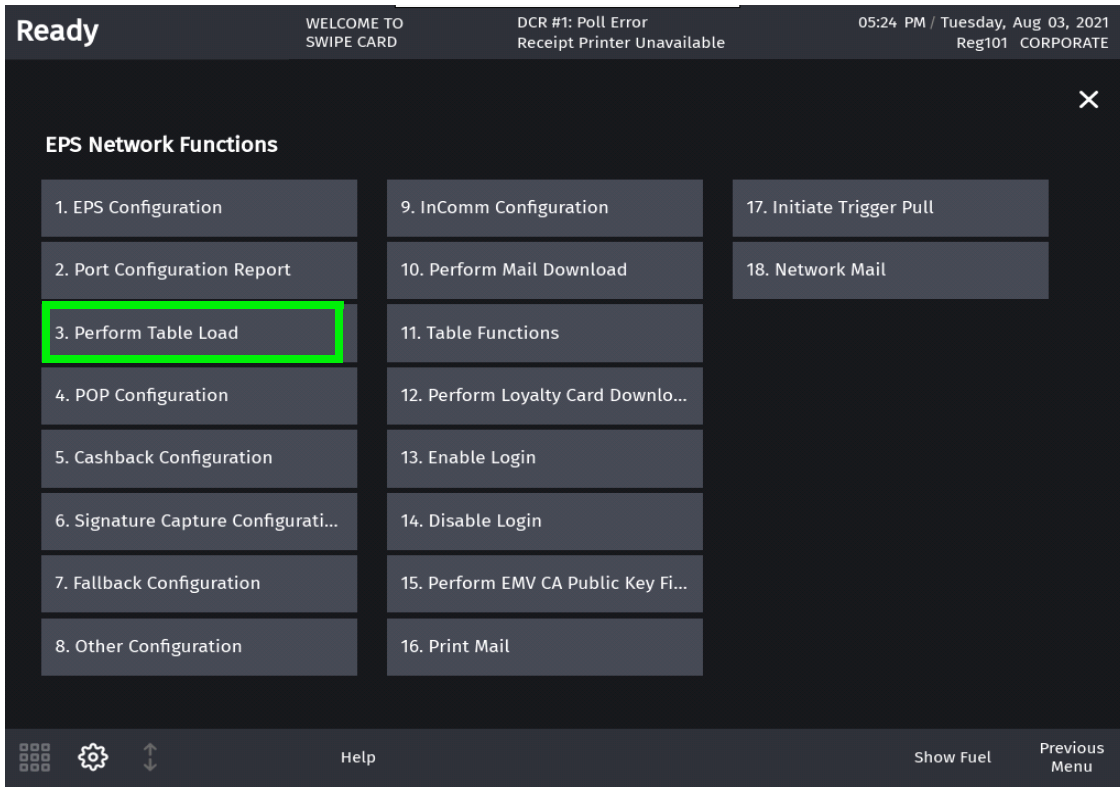 Ready
WELCOME TO
SWIPE CARD
DCR #1: Poll Error
Receipt Printer Unavailable
05:24 PM / Tuesday, Aug 03, 2021
Reg101 CORPORATE
EPS Network Functions
1. EPS Configuration
2. Port Configuration Report
3. Perform Table Load
4. POP Configuration
5. Cashback Configuration
6. Signature Capture Configurati...
7. Fallback Configuration
8. Other Configuration
9. InComm Configuration
10. Perform Mail Download
11. Table Functions
12. Perform Loyalty Card Downlo...
13. Enable Login
14. Disable Login
15. Perform EMV CA Public Key Fi...
16. Print Mail
17. Initiate Trigger Pull
18. Network Mail
Help
Show Fuel
Previous
Menu